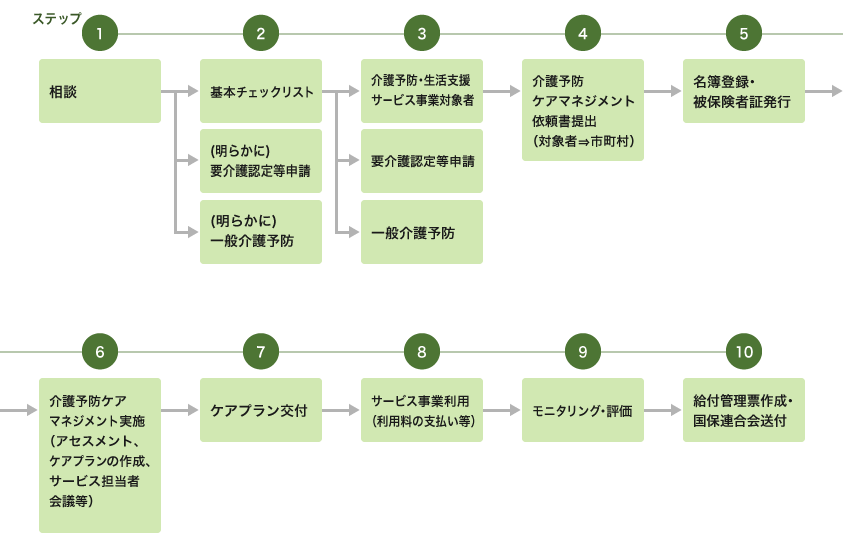 ステップ
1
2
3
4
5
相談
基本チェックリスト
(明らかに)
要介護認定等申請
(明らかに)
一般介護予防
介護予防・生活支援
サービス事業対象者
要介護認定等申請
一般介護予防
介護予防
ケアマネジメント
依頼書提出
(対象者⇒市町村)
名簿登録・
被保険者証発行
6
7
8
9
10
介護予防ケア
マネジメント実施
(アセスメント、
ケアプランの作成、
サービス担当者
会議等)
ケアプラン交付
サービス事業利用
(利用料の支払い等)
モニタリング・評価
給付管理票作成・
国保連合会送付